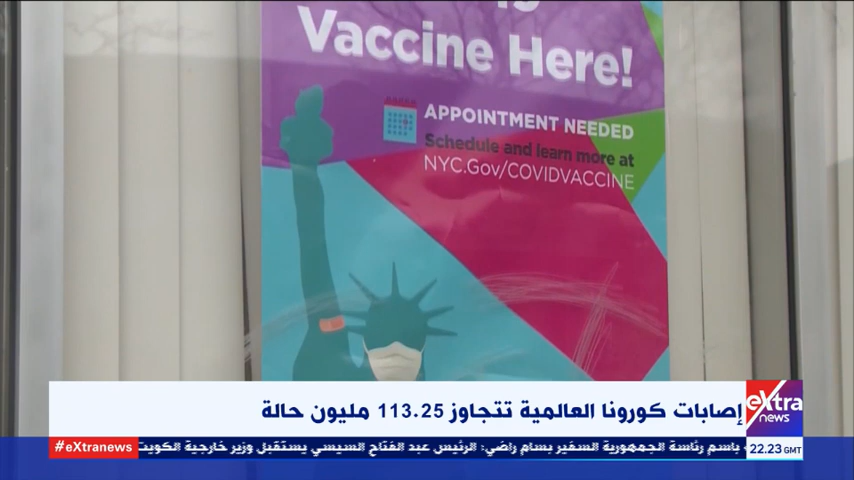 Vaccine Here!
APPOINTMENT NEEDED
Schedule and learn more at
NYC.Gov/COVIDVACCINE
إصابات كورونا العالمية تتجاوز 113.25 مليون حالة
eXtra
news
22.23 GMT
باسم رئاسة الجمهورية السفير بسام راضي: الرئيس عبد الفتاح السيسي يستقبل وزير خارجية الكويت
#eXtranews